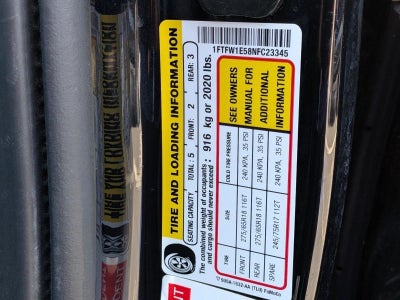 TIRE AND LOADING INFORMATION
SEATING CAPACITY TOTAL: 5 FRONT: 2 REAR: 3
The combined weight of occupants
and cargo should never exceed: 916 kg or 2020 lbs.
1FTFW1E58NFC23345
TIRE SIZE COLD TIRE PRESSURE
FRONT 275/65R18 116T 240 KPA, 35 PSI
REAR 275/65R18 116T 240 KPA, 35 PSI
SPARE 245/75R17 112T 240 KPA, 35 PSI
SEE OWNERS
MANUAL FOR
ADDITIONAL
INFORMATION